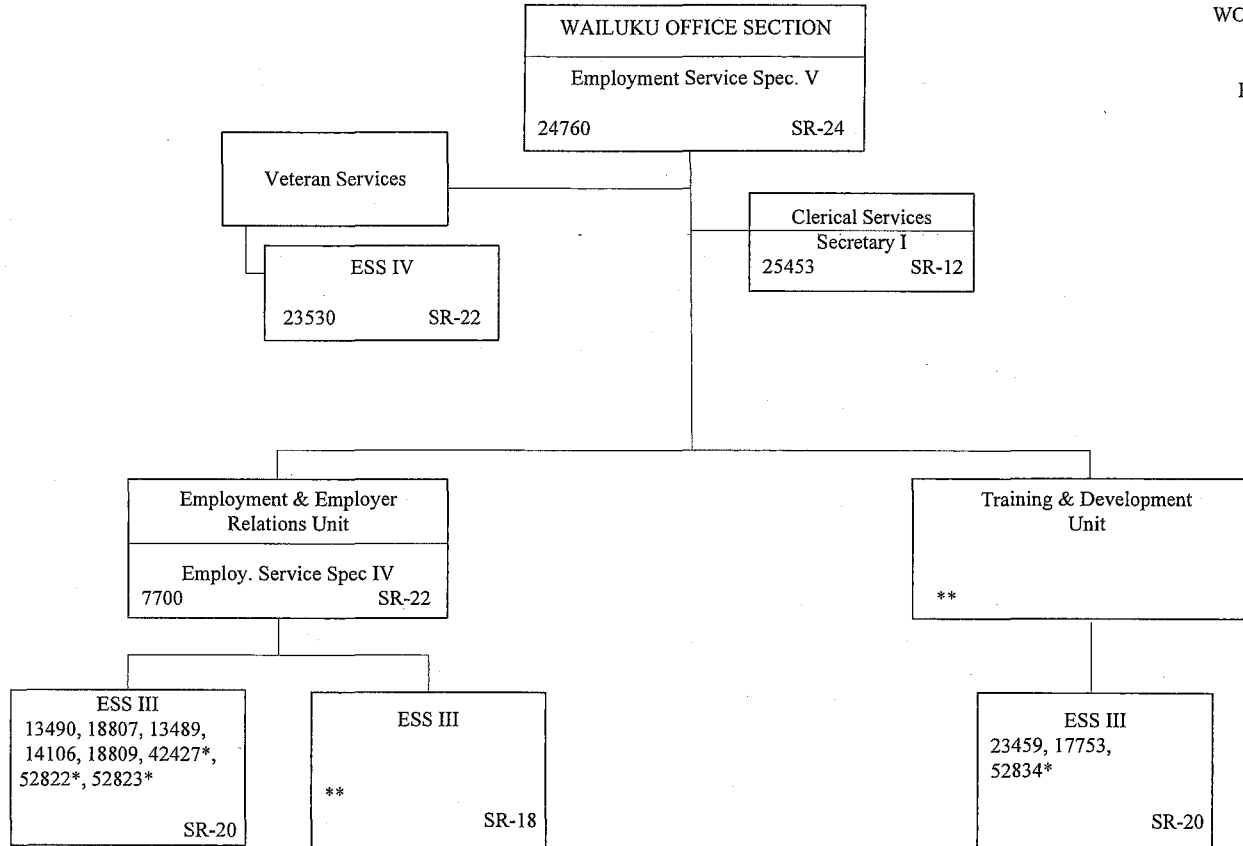 WAILUKU OFFICE SECTION
Employment Service Spec. V
24760 SR-24
Veteran Services
ESS IV
23530 SR-22
Clerical Services
Secretary I
25453 SR-12
Employment & Employer
Relations Unit
Employ. Service Spec IV
7700 SR-22
Training & Development
Unit
**
ESS III
13490, 18807, 13489,
14106, 18809, 42427*,
52822*, 52823*
SR-20
ESS III
**
SR-18
ESS III
23459, 17753,
52834*
SR-20